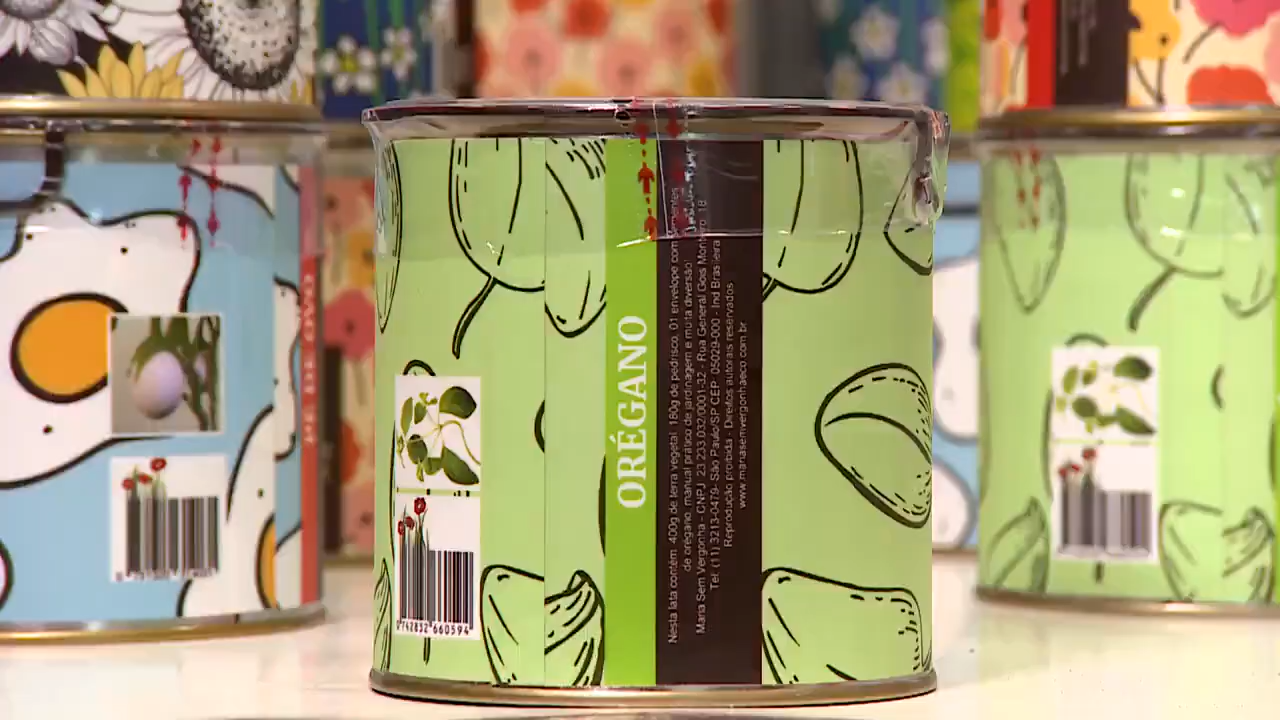 ORÉGANO
Nesta lata contém: 400g de terra vegetal, 180g de pedrisco, 01 envelope com sementes
de orégano, manual prático de jardinagem e muita diversão!
Maria Sem Vergonha - CNPJ 23.233.032/0001-32 - Rua General Gois Monteiro, 18
Tel: (11) 3213-0479- São Paulo/SP CEP: 05029-000 - Ind Brasileira
Reprodução proibida - Direitos autorais reservados
www.mariasemvergonhaeco.com.br
0742832 660594